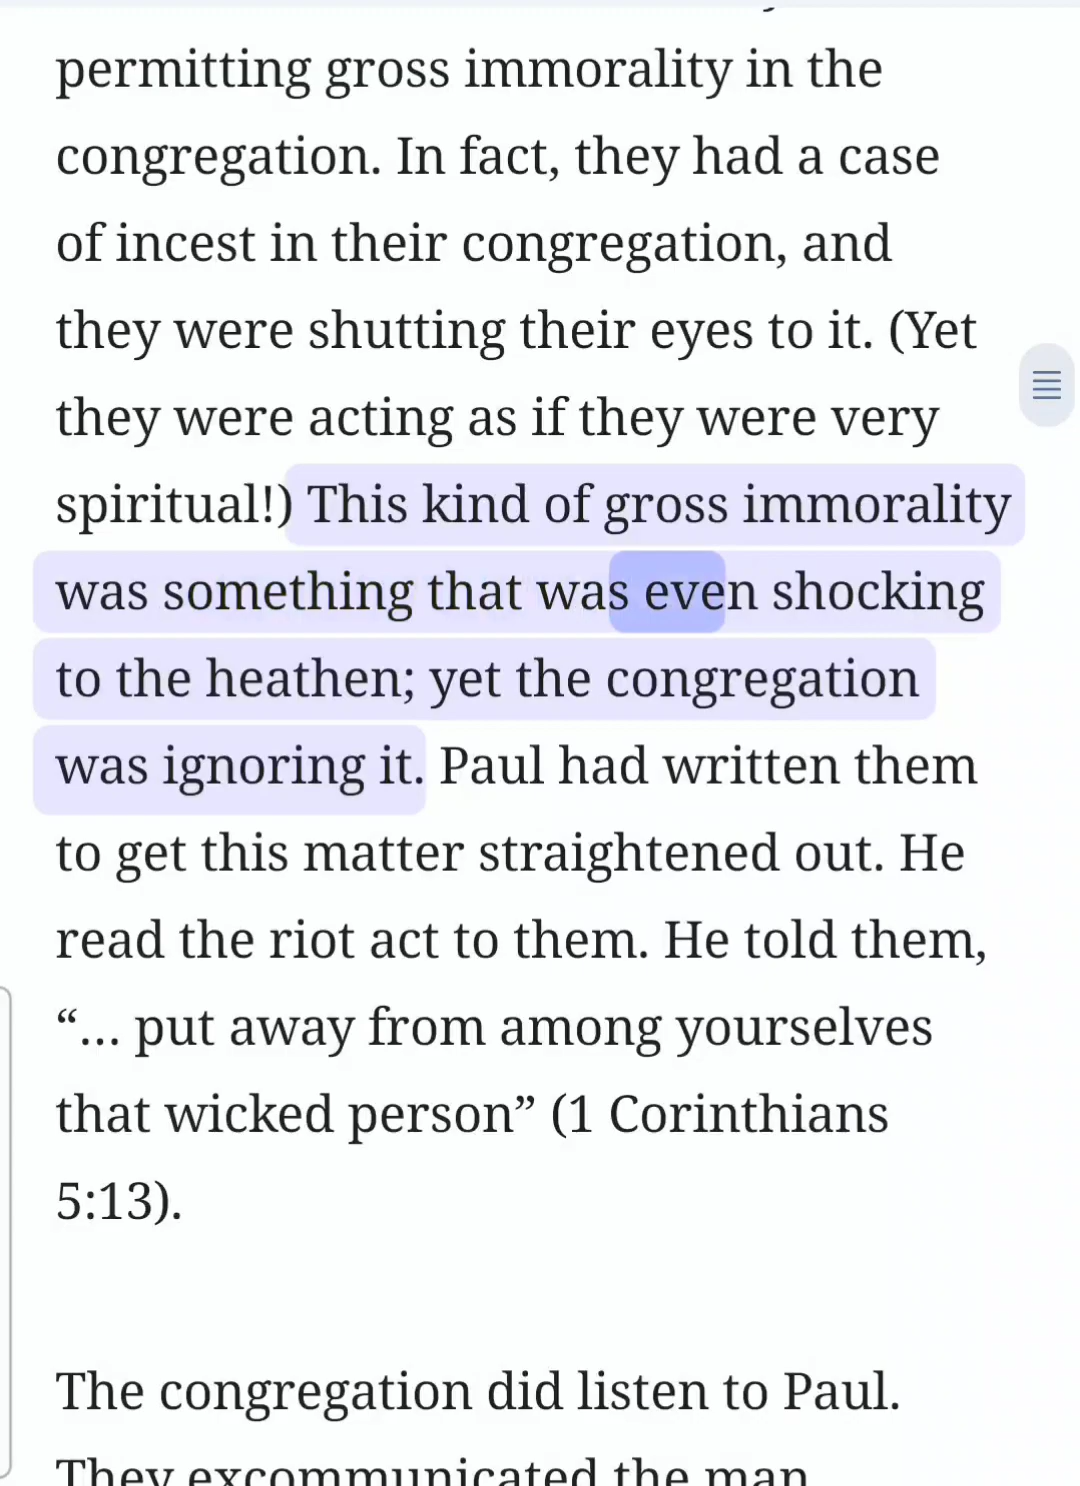 permitting gross immorality in the
congregation. In fact, they had a case
of incest in their congregation, and
they were shutting their eyes to it. (Yet
they were acting as if they were very
spiritual!) This kind of gross immorality
was something that was even shocking
to the heathen; yet the congregation
was ignoring it. Paul had written them
to get this matter straightened out. He
read the riot act to them. He told them,
“... put away from among yourselves
that wicked person” (1 Corinthians
5:13).
The congregation did listen to Paul.
They excommunicated the man